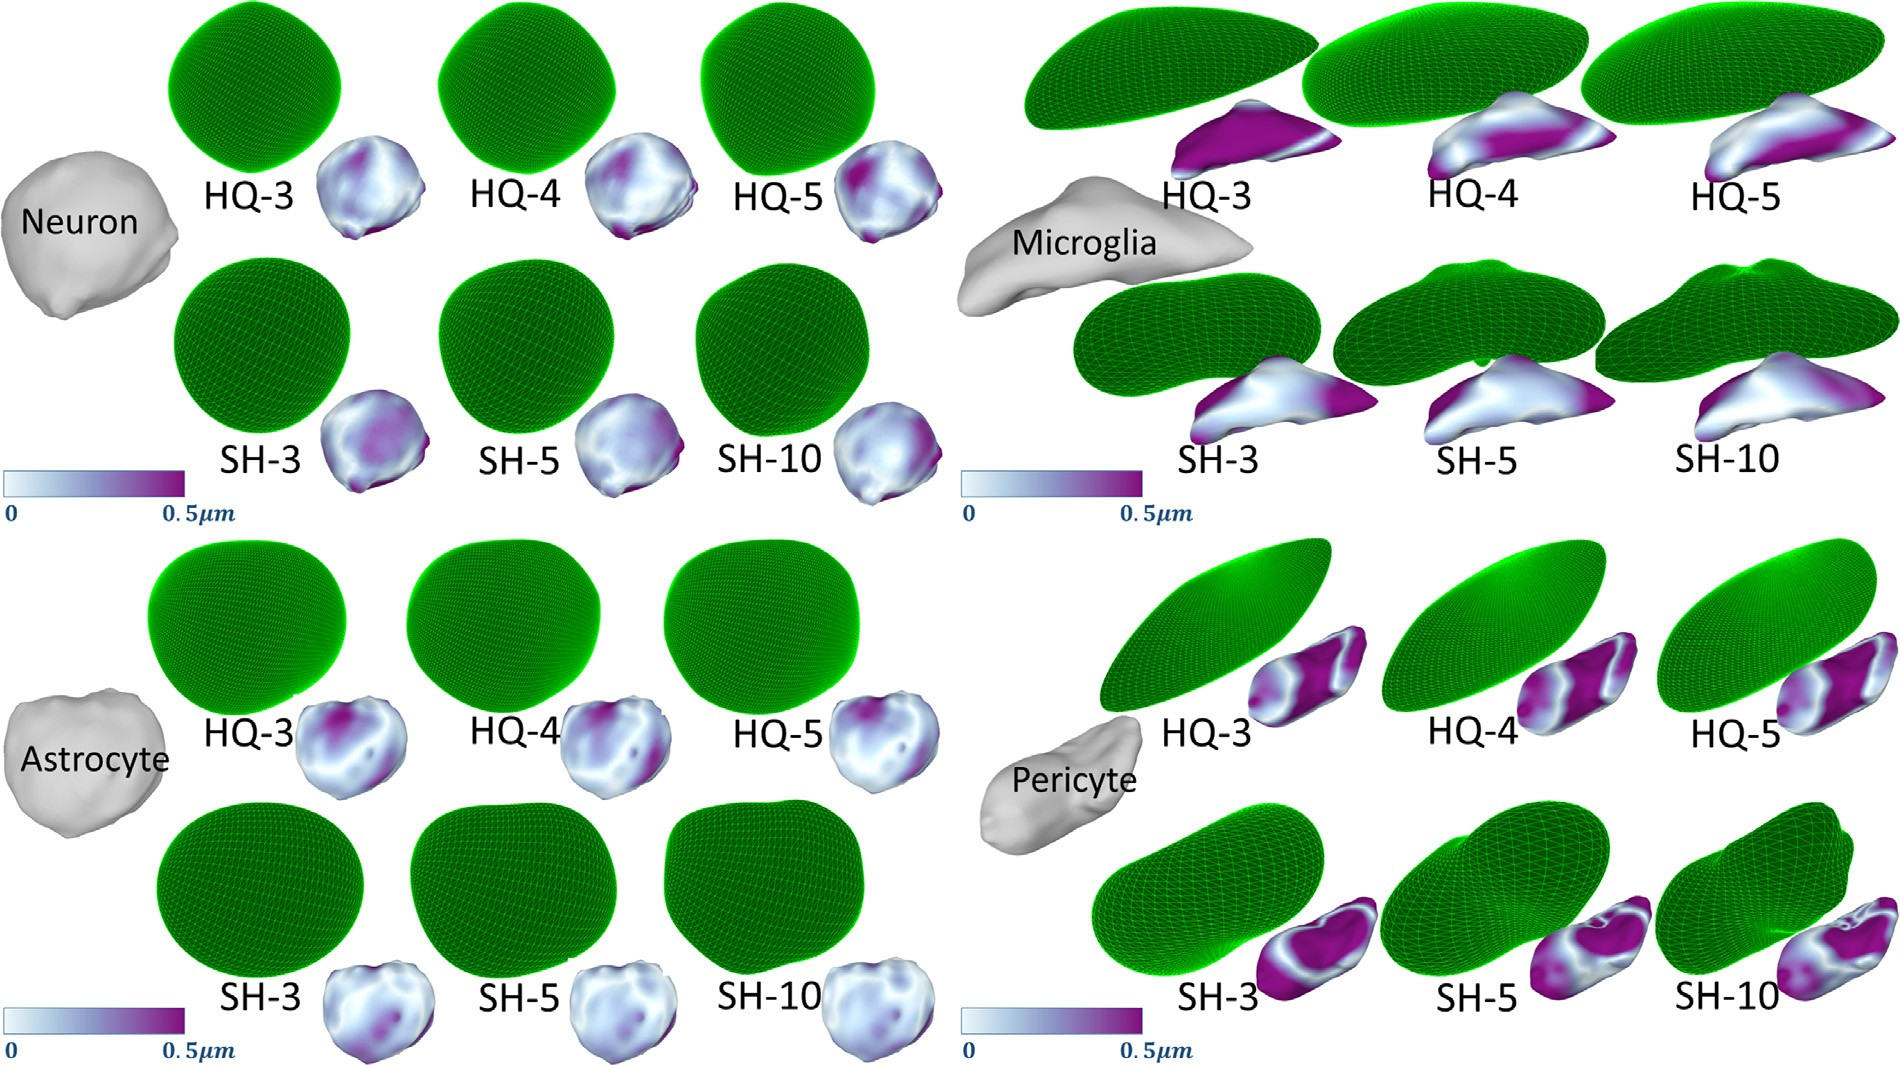 HQ-3
HQ-4
HQ-5
Neuron
SH-3
SH-5
SH-10
0
0.5μm
HQ-3
HQ-4
HQ-5
Microglia
SH-3
SH-5
SH-10
0
0.5μm
HQ-3
HQ-4
HQ-5
Astrocyte
SH-3
SH-5
SH-10
0
0.5μm
HQ-3
HQ-4
HQ-5
Pericyte
SH-3
SH-5
SH-10
0
0.5μm